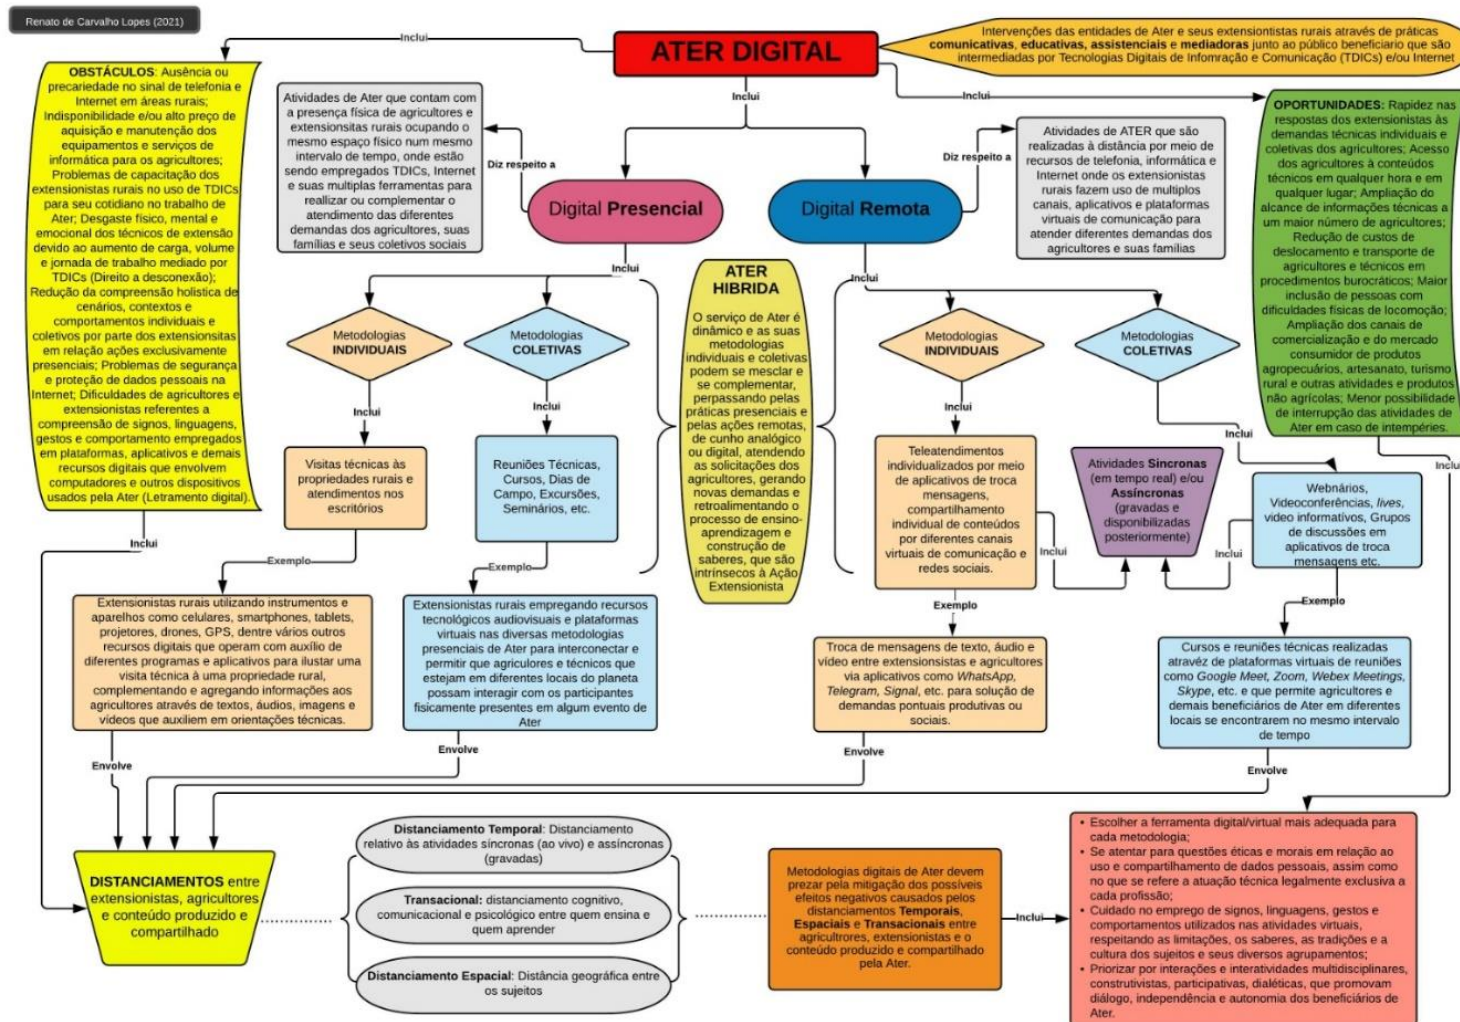 Renato de Carvalho Lopes (2021)
Inclui
ATER DIGITAL
Intervenções das entidades de Ater e seus extensionistas rurais através de práticas
comunicativas, educativas, assistenciais e mediadoras junto ao público beneficiario que são
intermediadas por Tecnologias Digitais de Infomração e Comunicação (TDICs) e/ou Internet
OBSTÁCULOS: Ausência ou
precariedade no sinal de telefonia e
Internet em áreas rurais;
Indisponibilidade e/ou alto preço de
aquisição e manutenção dos
equipamentos e serviços de
informática para os agricultores;
Problemas de capacitação dos
extensionistas rurais no uso de TDICs
para seu cotidiano no trabalho de
Ater; Desgaste físico, mental e
emocional dos técnicos de extensão
devido ao aumento de carga, volume
e jornada de trabalho mediado por
TDICs (Direito a desconexão);
Redução da compreensão holistica de
cenários, contextos e
comportamentos individuais e
coletivos por parte dos extensionsitas
em relação ações exclusivamente
presenciais; Problemas de segurança
e proteção de dados pessoais na
Internet; Dificuldades de agricultores e
extensionistas referentes a
compreensão de signos, linguagens,
gestos e comportamento empregados
em plataformas, aplicativos e demais
recursos digitais que envolvem
computadores e outros dispositivos
usados pela Ater (Letramento digital).
Inclui
Atividades de Ater que contam com
a presença física de agricultores e
extensionsitas rurais ocupando o
mesmo espaço físico num mesmo
intervalo de tempo, onde estão
sendo empregados TDICs, Internet
e suas multiplas ferramentas para
reallizar ou complementar o
atendimento das diferentes
demandas dos agricultores, suas
famílias e seus coletivos sociais
Diz respeito a
Inclui
Digital Presencial
Digital Remota
Diz respeito a
Atividades de ATER que são
realizadas à distância por meio de
recursos de telefonia, informática e
Internet onde os extensionistas
rurais fazem uso de multiplos
canais, aplicativos e plataformas
virtuais de comunicação para
atender diferentes demandas dos
agricultores e suas famílias
Inclui
OPORTUNIDADES: Rapidez nas
respostas dos extensionistas às
demandas técnicas individuais e
coletivas dos agricultores; Acesso
dos agricultores à conteúdos
técnicos em qualquer hora e em
qualquer lugar; Ampliação do
alcance de informações técnicas a
um maior número de agricultores;
Redução de custos de
deslocamento e transporte de
agricultores e técnicos em
procedimentos burocráticos; Maior
inclusão de pessoas com
dificuldades físicas de locomoção;
Ampliação dos canais de
comercialização e do mercado
consumidor de produtos
agropecuários, artesanato, turismo
rural e outras atividades e produtos
não agrícolas; Menor possibilidade
de interrupção das atividades de
Ater em caso de intempéries.
Inclui
Inclui
Metodologias
INDIVIDUAIS
Metodologias
COLETIVAS
Inclui
Inclui
Visitas técnicas às
propriedades rurais e
atendimentos nos
escritórios
Reuniões Técnicas,
Cursos, Dias de
Campo, Excursões,
Seminários, etc.
Exemplo
Exemplo
Extensionistas rurais utilizando instrumentos e
aparelhos como celulares, smartphones, tablets,
projetores, drones, GPS, dentre vários outros
recursos digitais que operam com auxílio de
diferentes programas e aplicativos para ilustar uma
visita técnica à uma propriedade rural,
complementando e agregando informações aos
agricultores através de textos, áudios, imagens e
vídeos que auxiliem em orientações técnicas.
Extensionistas rurais empregando recursos
tecnológicos audiovisuais e plataformas
virtuais nas diversas metodologias
presenciais de Ater para interconectar e
permitir que agriculores e técnicos que
estejam em diferentes locais do planeta
possam interagir com os participantes
fisicamente presentes em algum evento de
Ater
ATER
HIBRIDA
O serviço de Ater é
dinâmico e as suas
metodologias
individuais e coletivas
podem se mesclar e
se complementar,
perpassando pelas
práticas presenciais e
pelas ações remotas,
de cunho analógico
ou digital, atendendo
as solicitações dos
agricultores, gerando
novas demandas e
retroalimentando o
processo de ensino-
aprendizagem e
construção de
saberes, que são
intrínsecos à Ação
Extensionista
Inclui
Metodologias
INDIVIDUAIS
Metodologias
COLETIVAS
Inclui
Inclui
Teleatendimentos
individualizados por meio
de aplicativos de troca
mensagens,
compartilhamento
individual de conteúdos
por diferentes canais
virtuais de comunicação e
redes sociais.
Inclui
Atividades Síncronas
(em tempo real) e/ou
Assíncronas
(gravadas e
disponibilizadas
posteriormente)
Inclui
Webnários,
Videoconferências, lives,
video informativos, Grupos
de discussões em
aplicativos de troca
mensagens etc.
Exemplo
Exemplo
Troca de mensagens de texto, áudio e
vídeo entre extensionsistas e agricultores
via aplicativos como WhatsApp,
Telegram, Signal, etc. para solução de
demandas pontuais produtivas ou
sociais.
Cursos e reuniões técnicas realizadas
atravéz de plataformas virtuais de reuniões
como Google Meet, Zoom, Webex Meetings,
Skype, etc. e que permite agricultores e
demais beneficiários de Ater em diferentes
locais se encontrarem no mesmo intervalo
de tempo
Envolve
Envolve
Envolve
Envolve
DISTANCIAMENTOS entre
extensionistas, agricultores
e conteúdo produzido e
compartilhado
Distanciamento Temporal: Distanciamento
relativo às atividades síncronas (ao vivo) e assíncronas
(gravadas)
Transacional: distanciamento cognitivo,
comunicacional e psicológico entre quem ensina e
quem aprender
Distanciamento Espacial: Distância geográfica entre
os sujeitos
Metodologias digitais de Ater devem
prezar pela mitigação dos possíveis
efeitos negativos causados pelos
distanciamentos Temporais,
Espaciais e Transacionais entre
agricultrores, extensionistas e o
conteúdo produzido e compartilhado
pela Ater.
Inclui
• Escolher a ferramenta digital/virtual mais adequada para
cada metodologia;
• Se atentar para questões éticas e morais em relação ao
uso e compartilhamento de dados pessoais, assim como
no que se refere a atuação técnica legalmente exclusiva a
cada profissão;
• Cuidado no emprego de signos, linguagens, gestos e
comportamentos utilizados nas atividades virtuais,
respeitando as limitações, os saberes, as tradições e a
cultura dos sujeitos e seus diversos agrupamentos;
• Priorizar por interações e interatividades multidisciplinares,
construtivistas, participativas, dialéticas, que promovam
diálogo, independência e autonomia dos beneficiários de
Ater.